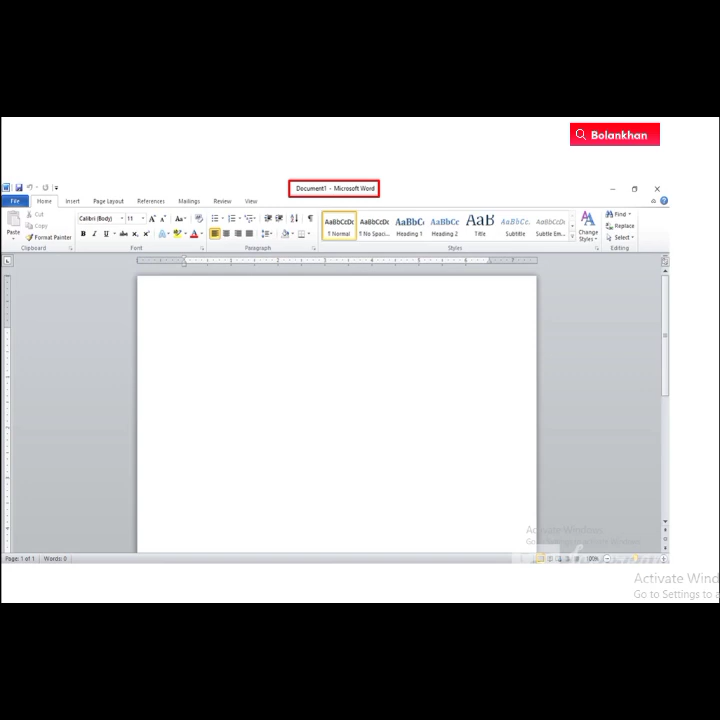 Bolankhan
Document1 - Microsoft Word
File Home Insert Page Layout References Mailings Review View
Paste
Cut
Copy
Format Painter
Clipboard
Calibri (Body) 11
Font
Paragraph
AaBbCcDc AaBbCcDc AaBbC AaBbCc AaB AaBbCc. AaBbCcDc
¶ Normal ¶ No Spaci... Heading 1 Heading 2 Title Subtitle Subtle Em...
Styles
Change
Styles
Find
Replace
Select
Editing
Activate Windows
Page: 1 of 1 Words: 0 100%
Activate Wind
Go to Settings to a